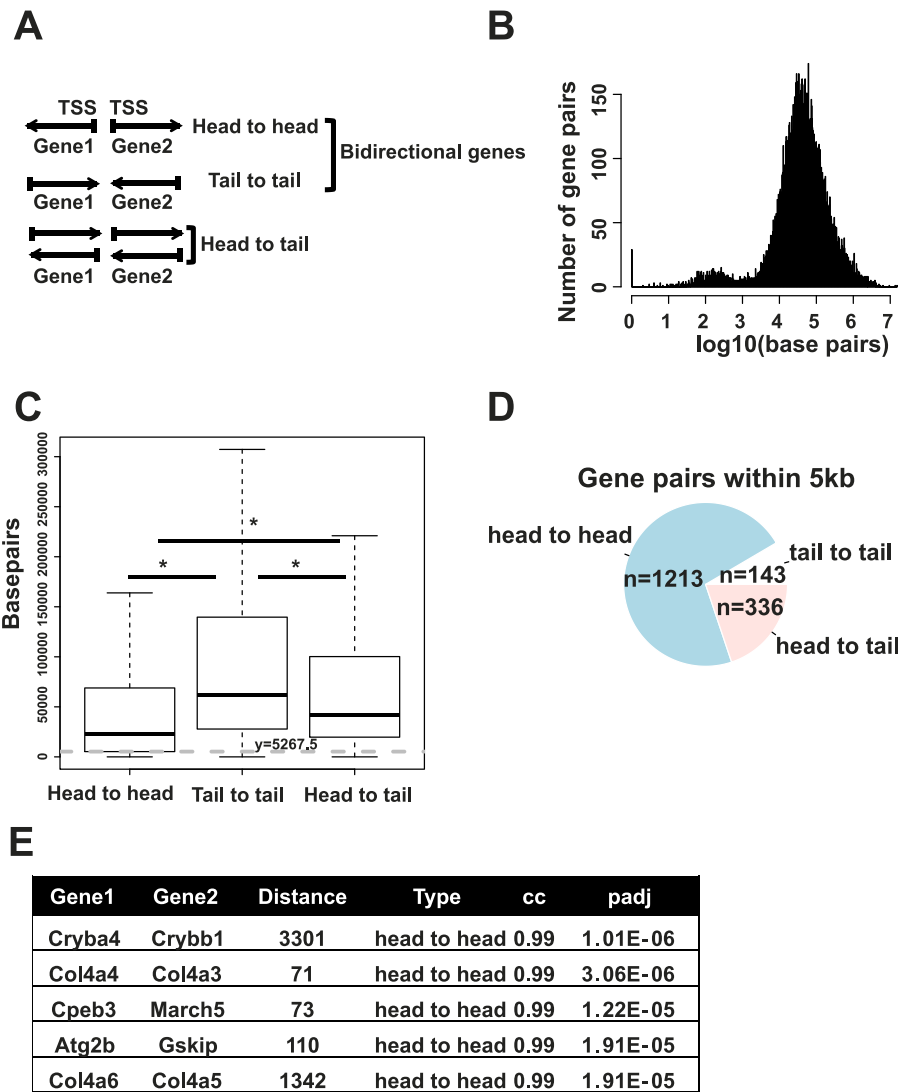 A
TSS TSS
Gene1 Gene2
Head to head
Tail to tail
Bidirectional genes
Gene1 Gene2
Head to tail
Gene1 Gene2
B
Number of gene pairs
150
100
50
0
0 1 2 3 4 5 6 7
log10(base pairs)
C
Basepairs
300000
250000
200000
150000
100000
50000
0
*
* *
y=5267.5
Head to head Tail to tail Head to tail
D
Gene pairs within 5kb
head to head
tail to tail
n=1213 n=143
n=336
head to tail
E
Gene1 Gene2 Distance Type cc padj
Cryba4 Crybb1 3301 head to head 0.99 1.01E-06
Col4a4 Col4a3 71 head to head 0.99 3.06E-06
Cpeb3 March5 73 head to head 0.99 1.22E-05
Atg2b Gskip 110 head to head 0.99 1.91E-05
Col4a6 Col4a5 1342 head to head 0.99 1.91E-05